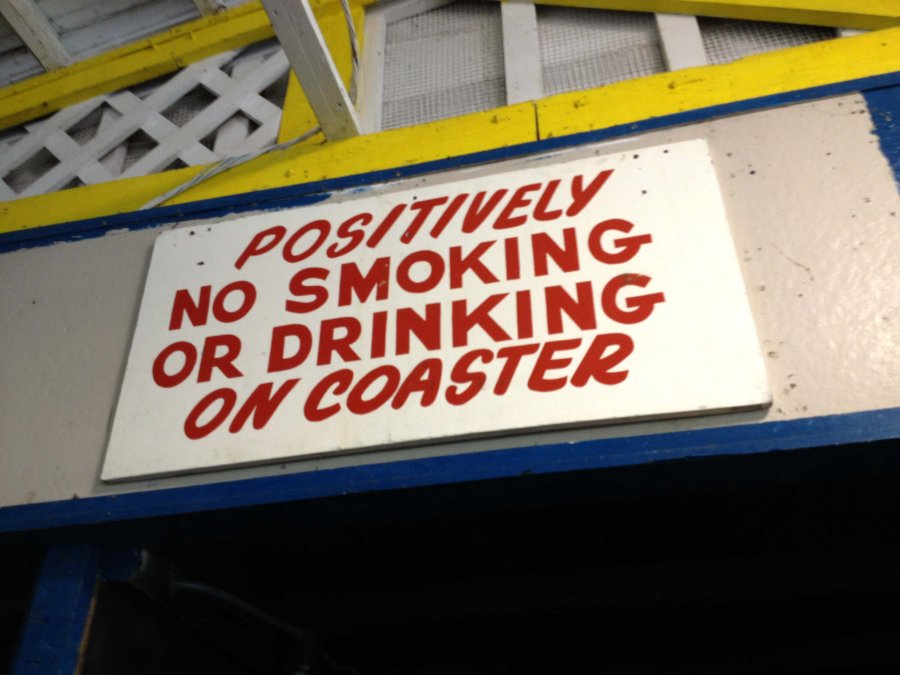 POSITIVELY
NO SMOKING
OR DRINKING
ON COASTER